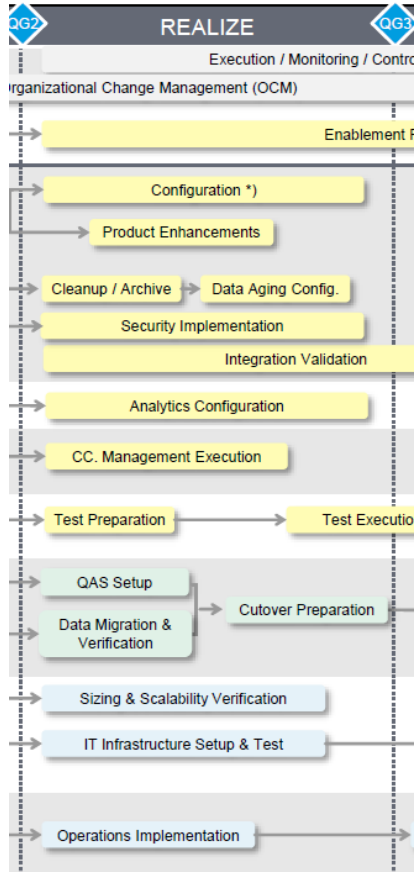 QG2
REALIZE
QG3
Execution / Monitoring / Contro
rganizational Change Management (OCM)
Enablement
Configuration *)
Product Enhancements
Cleanup / Archive
Data Aging Config.
Security Implementation
Integration Validation
Analytics Configuration
CC. Management Execution
Test Preparation
Test Executio
QAS Setup
Data Migration &
Verification
Cutover Preparation
Sizing & Scalability Verification
IT Infrastructure Setup & Test
Operations Implementation